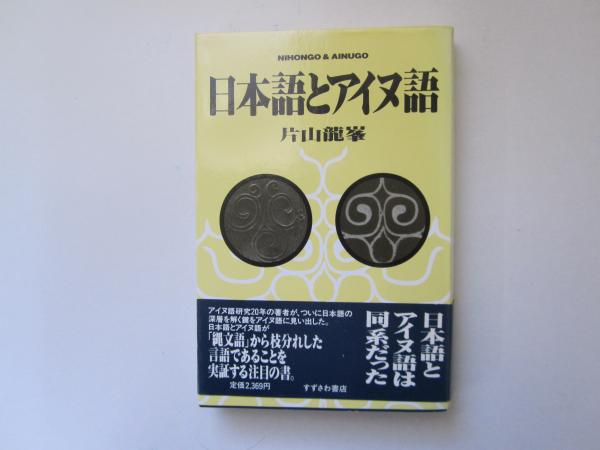 NIHONGO & AINUGO
日本語とアイヌ語
片山龍峯
アイヌ語研究20年の著者が、ついに日本語の
深層を解く鍵をアイヌ語に見い出した。
日本語とアイヌ語が
「縄文語」から枝分れした
言語であることを
実証する注目の書。
定価2,369円
すずさわ書店
日本語と
アイヌ語は
同系だった